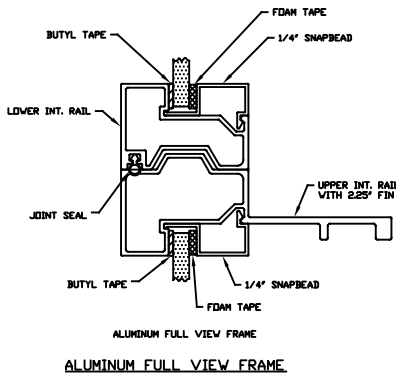 FOAM TAPE
BUTYL TAPE
1/4" SNAPBEAD
LOWER INT. RAIL
UPPER INT. RAI
WITH 2.25" FIN
JOINT SEAL
BUTYL TAPE
1/4" SNAPBEAD
FOAM TAPE
ALUMINUM FULL VIEW FRAME
ALUMINUM FULL VIEW FRAME